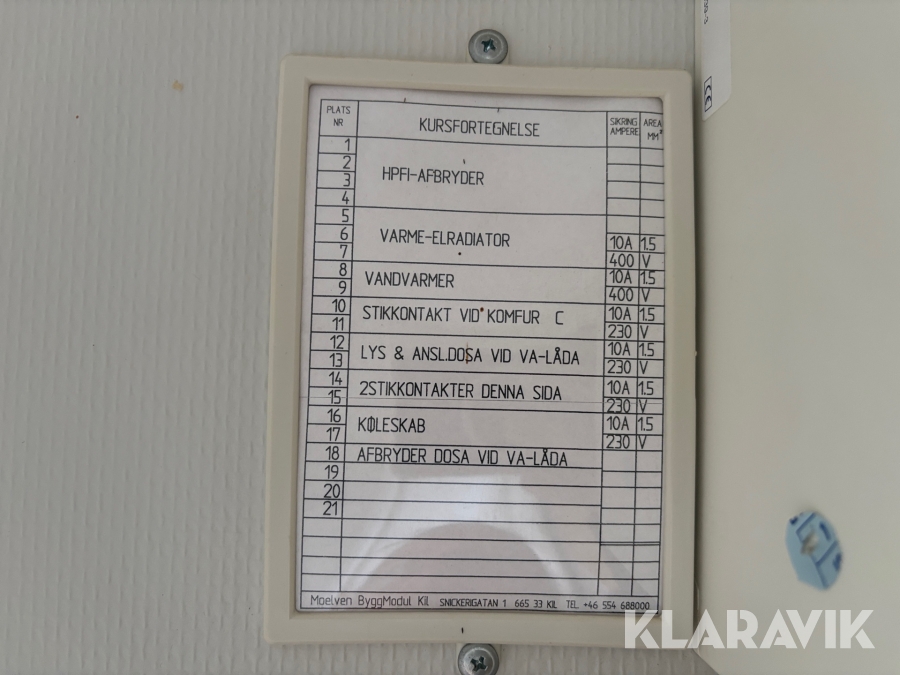 PLATS NR KURSFORTEGNELSE SIKRING AMPERE AREA MM²
1
2
3 HPFI-AFBRYDER
4
5
6 VARME-ELRADIATOR 10A 1.5
7 400 V
8 VANDVARMER 10A 1.5
9 400 V
10 STIKKONTAKT VID KOMFUR C 10A 1.5
11 230 V
12 LYS & ANSL.DOSA VID VA-LÅDA 10A 1.5
13 230 V
14 2STIKKONTAKTER DENNA SIDA 10A 1.5
15 230 V
16 KØLESKAB 10A 1.5
17 230 V
18 AFBRYDER DOSA VID VA-LÅDA
19
20
21
Moelven ByggModul Kil SNICKERIGATAN 1 665 33 KIL TEL +46 554 688000
CE
KLARAVIK